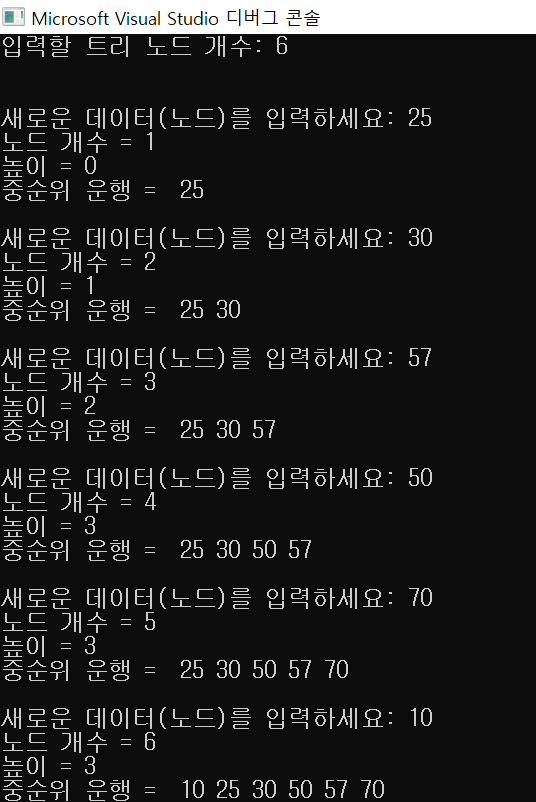 Microsoft Visual Studio 디버그 콘솔
입력할 트리 노드 개수: 6
새로운 데이터(노드)를 입력하세요: 25
노드 개수 = 1
높이 = 0
중순위 운행 =  25
새로운 데이터(노드)를 입력하세요: 30
노드 개수 = 2
높이 = 1
중순위 운행 =  25 30
새로운 데이터(노드)를 입력하세요: 57
노드 개수 = 3
높이 = 2
중순위 운행 =  25 30 57
새로운 데이터(노드)를 입력하세요: 50
노드 개수 = 4
높이 = 3
중순위 운행 =  25 30 50 57
새로운 데이터(노드)를 입력하세요: 70
노드 개수 = 5
높이 = 3
중순위 운행 =  25 30 50 57 70
새로운 데이터(노드)를 입력하세요: 10
노드 개수 = 6
높이 = 3
중순위 운행 =  10 25 30 50 57 70